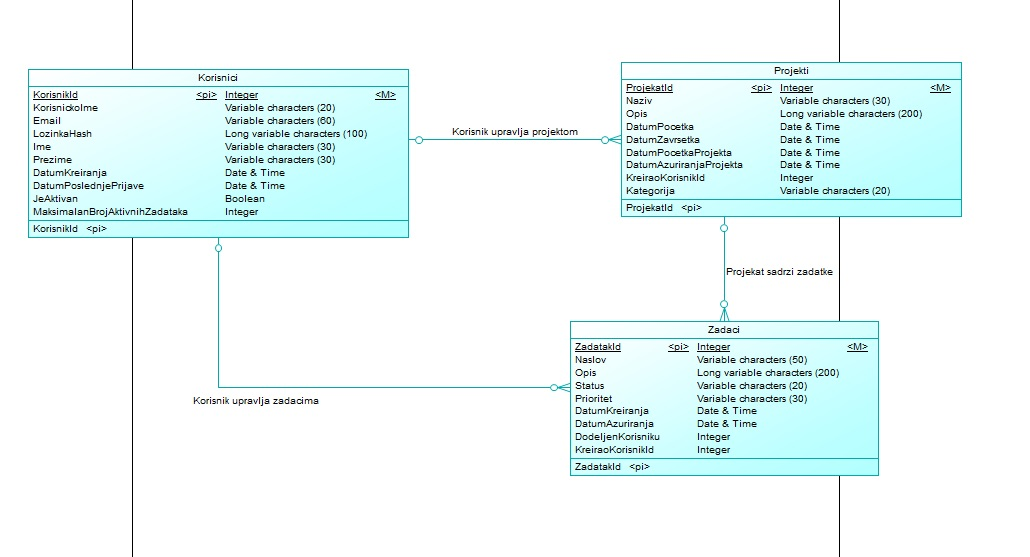 Korisnici
KorisnikId <pi> Integer <M>
KorisnickoIme Variable characters (20)
Email Variable characters (60)
LozinkaHash Long variable characters (100)
Ime Variable characters (30)
Prezime Variable characters (30)
DatumKreiranja Date & Time
DatumPoslednjePrijave Date & Time
JeAktivan Boolean
MaksimalanBrojAktivnihZadataka Integer
KorisnikId <pi>
Korisnik upravlja projektom
Projekti
ProjekatId <pi> Integer <M>
Naziv Variable characters (30)
Opis Long variable characters (200)
DatumPocetka Date & Time
DatumZavrsetka Date & Time
DatumPocetkaProjekta Date & Time
DatumAzuriranjaProjekta Date & Time
KreiraoKorisnikId Integer
Kategorija Variable characters (20)
ProjekatId <pi>
Projekat sadrzi zadatke
Zadaci
ZadatakId <pi> Integer <M>
Naslov Variable characters (50)
Opis Long variable characters (200)
Status Variable characters (20)
Prioritet Variable characters (30)
DatumKreiranja Date & Time
DatumAzuriranja Date & Time
DodeljenKorisniku Integer
KreiraoKorisnikId Integer
ZadatakId <pi>
Korisnik upravlja zadacima